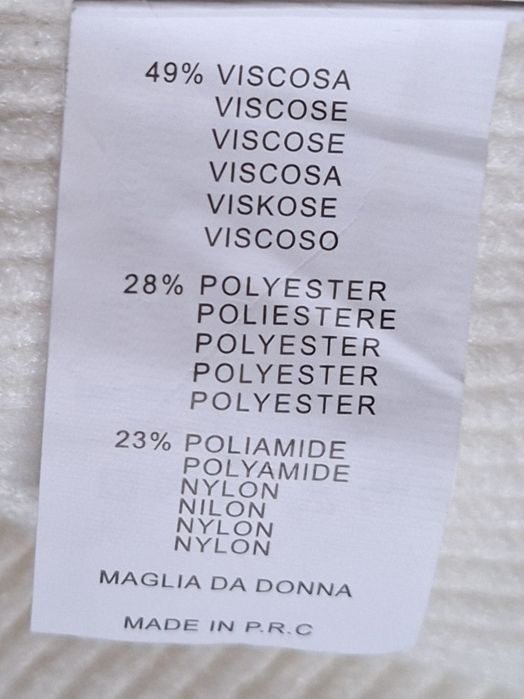 49% VISCOSA
VISCOSE
VISCOSE
VISCOSA
VISKOSE
VISCOSO
28% POLYESTER
POLIESTERE
POLYESTER
POLYESTER
POLYESTER
23% POLIAMIDE
POLYAMIDE
NYLON
NILON
NYLON
NYLON
MAGLIA DA DONNA
MADE IN P.R.C